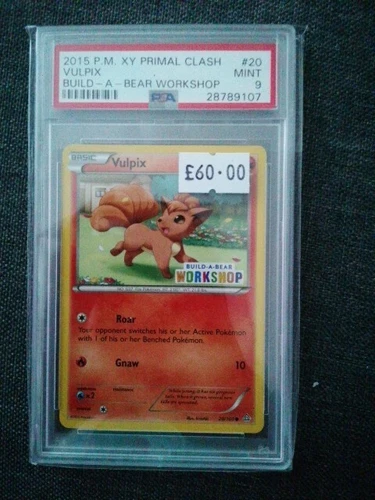 2015 P.M. XY PRIMAL CLASH #20
VULPIX MINT
BUILD - A - BEAR WORKSHOP 9
PSA 28789107
BASIC Vulpix
£60.00
BUILD-A-BEAR
WORKSHOP
Roar
Your opponent switches his or her Active Pokémon
with 1 of his or her Benched Pokémon.
Gnaw 10
x2